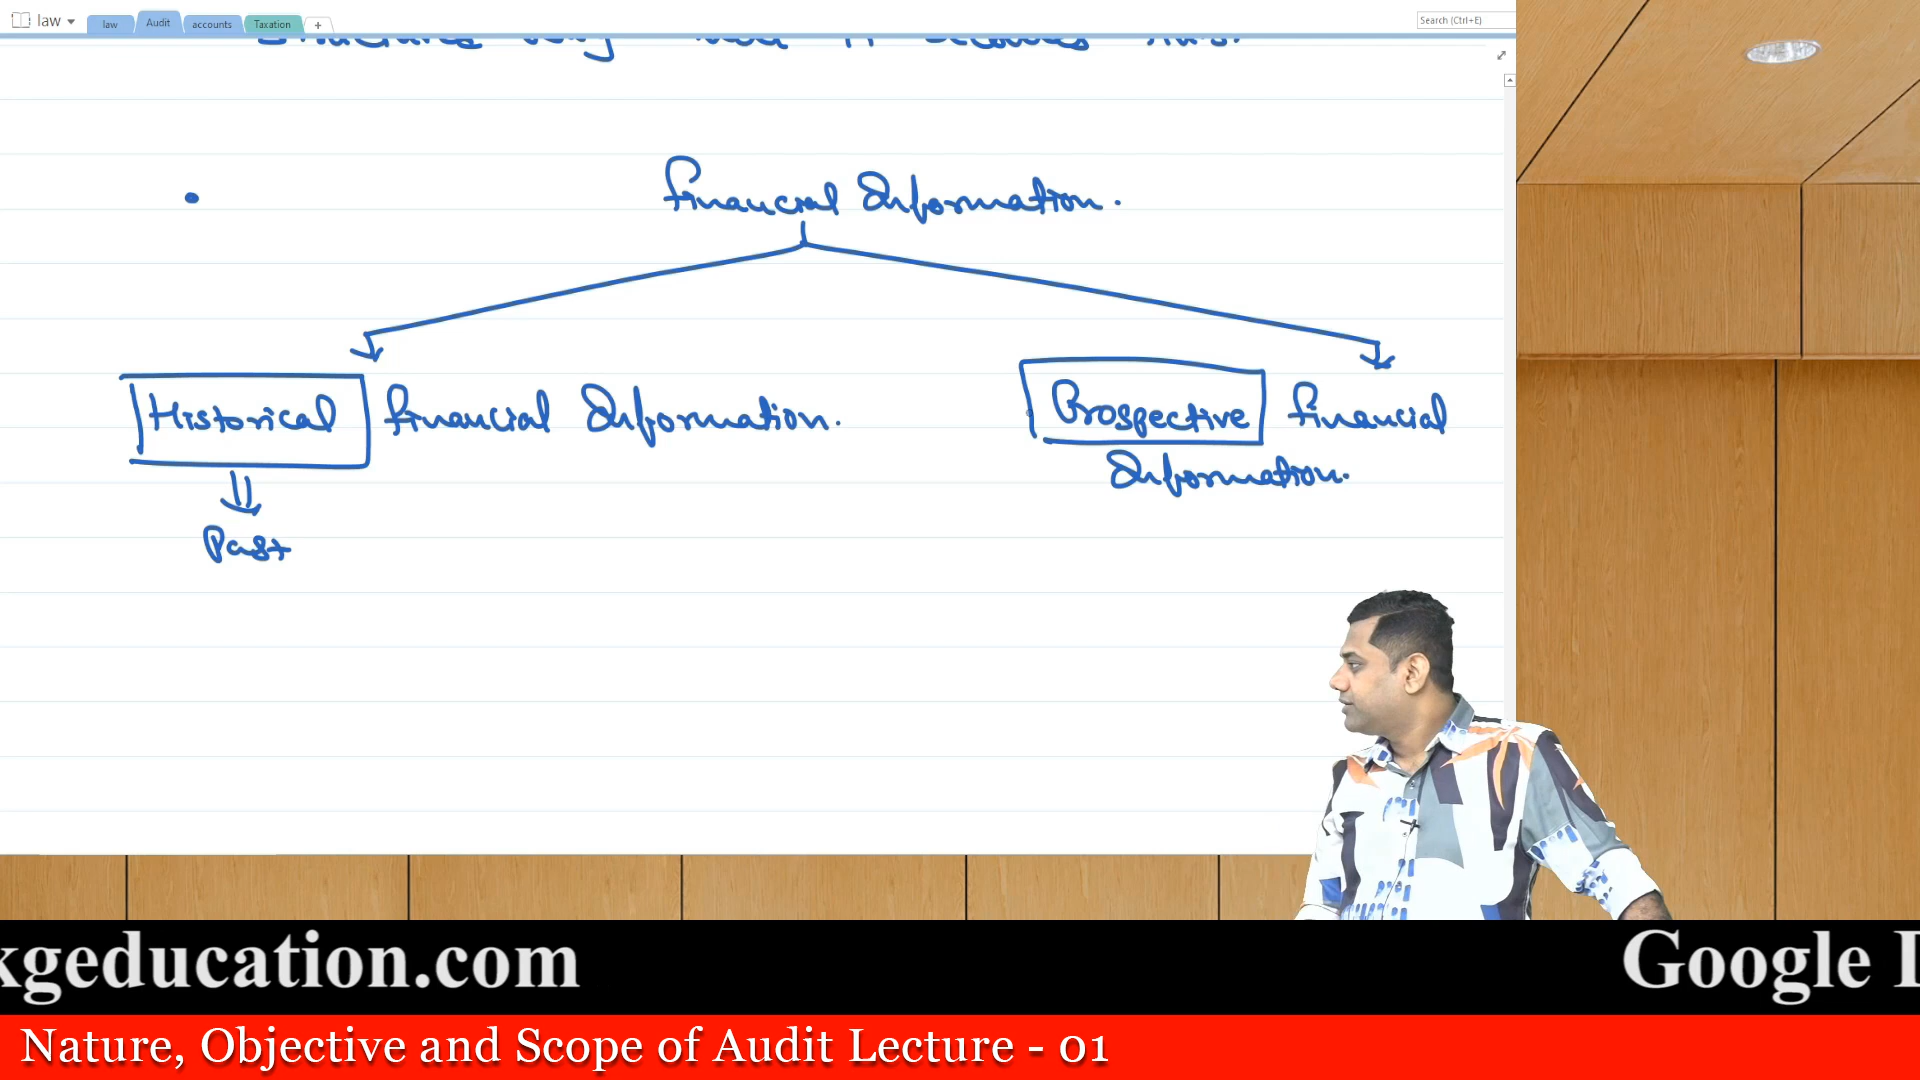 law
law Audit accounts Taxation +
Search (Ctrl+E)
Financial Information.
Historical Financial Information.
Prospective Financial
Information.
Past
kgeducation.com
Google
Nature, Objective and Scope of Audit Lecture - 01